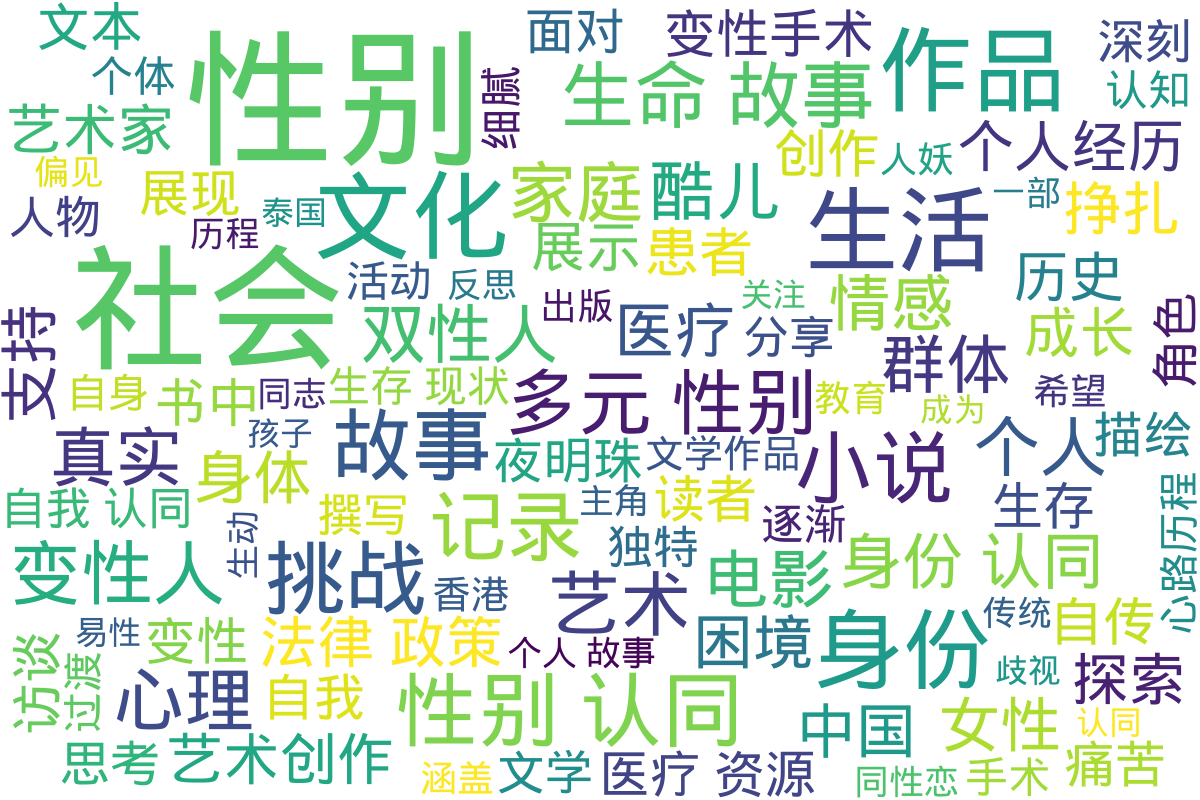 文本
性别
面对
变性手术
作品
深刻
个体
细腻
生命 故事
认知
艺术家
创作
人妖
个人经历
偏见
展现
文化
家庭
酷儿
生活
一部
挣扎
人物
历程
泰国
展示
患者
社会
活动
反思
出版
关注
情感
历史
支持
双性人
医疗
分享
群体
成长
角色
自身
书中
同志
生存 现状
多元 性别
教育
成为
希望
真实
孩子
故事
夜明珠
文学作品
小说
个人
描绘
身体
自我 认同
撰写
记录
主角
读者
逐渐
生存
心路历程
变性人
生动
挑战
香港
艺术
独特
电影
身份 认同
易性
变性
法律 政策
个人 故事
困境
身份
传统
自传
访谈
过渡
心理
自我
性别 认同
歧视
探索
中国
女性
认同
思考
艺术创作
涵盖
文学
医疗 资源
同性恋
手术
痛苦